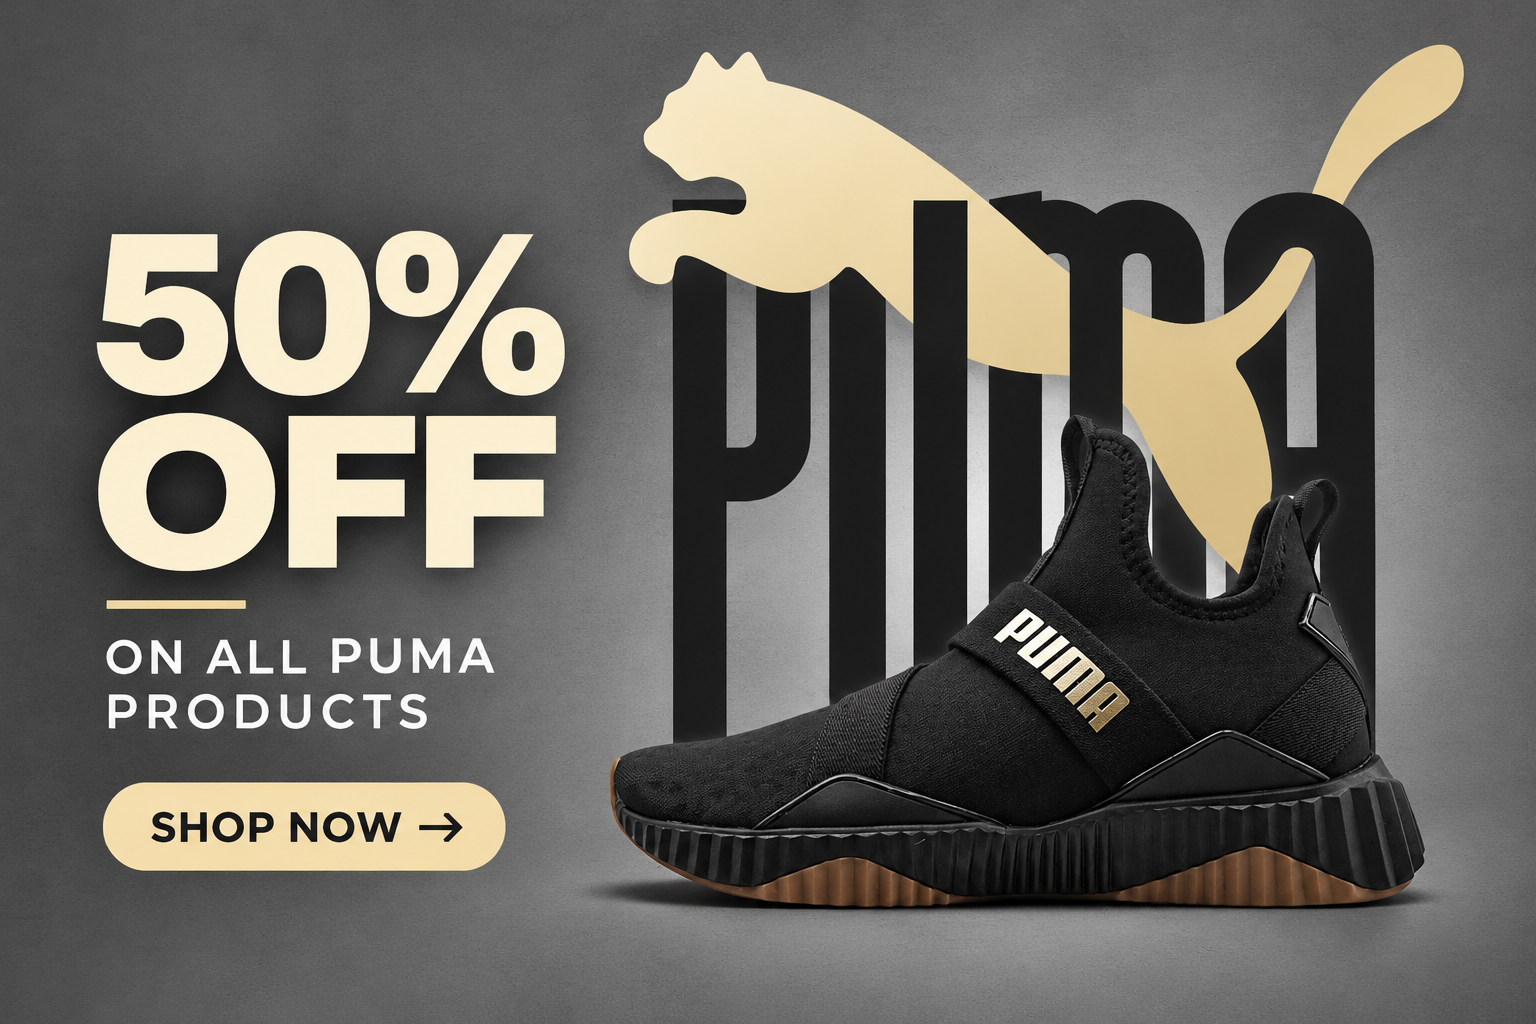 50%
OFF
ON ALL PUMA
PRODUCTS
SHOP NOW →
PUMA
PUMA